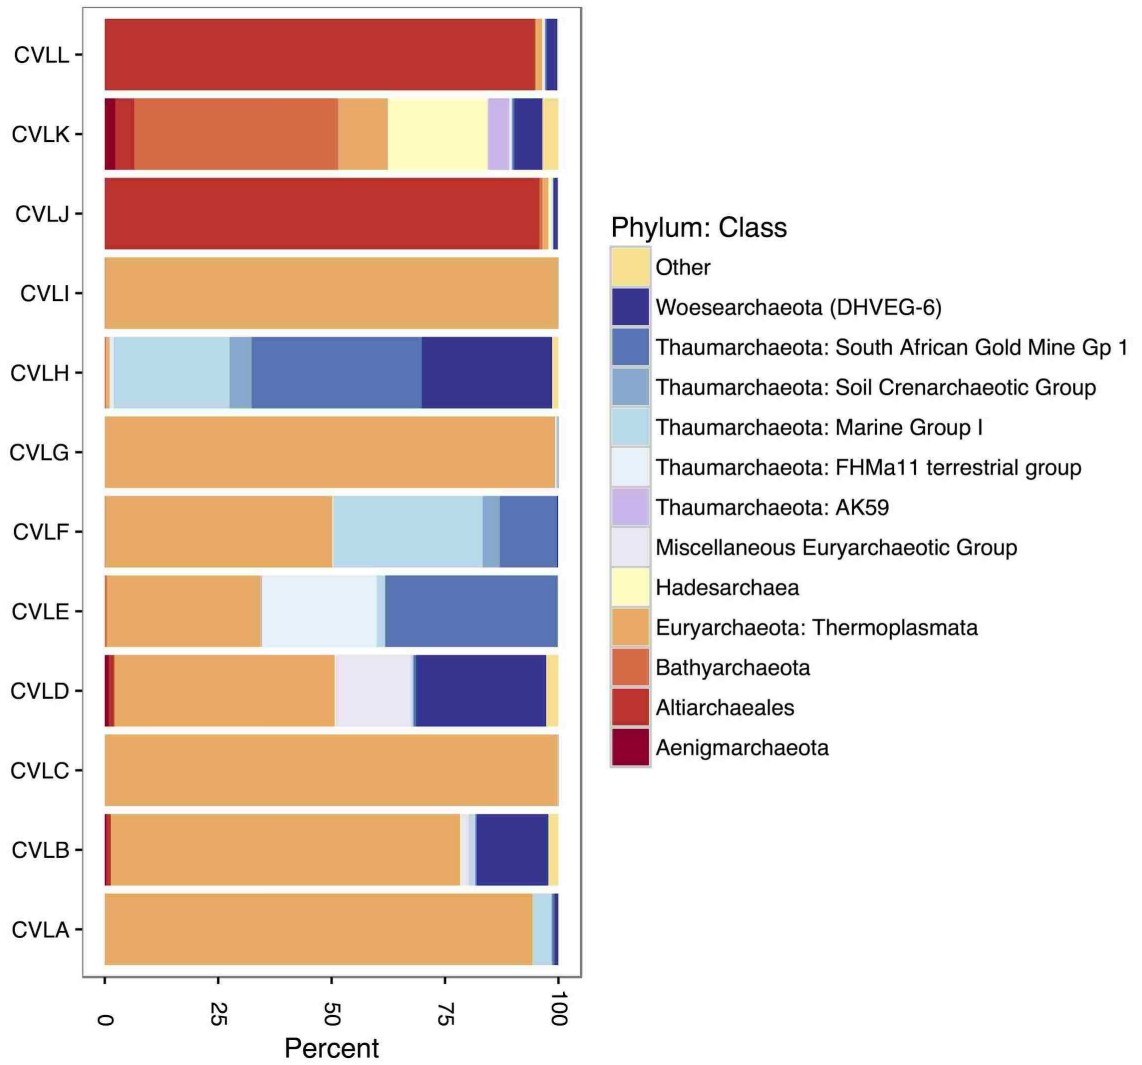 CVLL
CVLK
CVLJ
CVLI
CVLH
CVLG
CVLF
CVLE
CVLD
CVLC
CVLB
CVLA
0
25
50
75
100
Percent
Phylum: Class
Other
Woesearchaeota (DHVEG-6)
Thaumarchaeota: South African Gold Mine Gp 1
Thaumarchaeota: Soil Crenarchaeotic Group
Thaumarchaeota: Marine Group I
Thaumarchaeota: FHMa11 terrestrial group
Thaumarchaeota: AK59
Miscellaneous Euryarchaeotic Group
Hadesarchaea
Euryarchaeota: Thermoplasmata
Bathyarchaeota
Altiarchaeales
Aenigmarchaeota